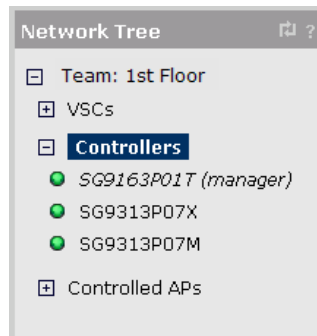 Network Tree ?
Team: 1st Floor
VSCs
Controllers
SG9163P01T (manager)
SG9313P07X
SG9313P07M
Controlled APs